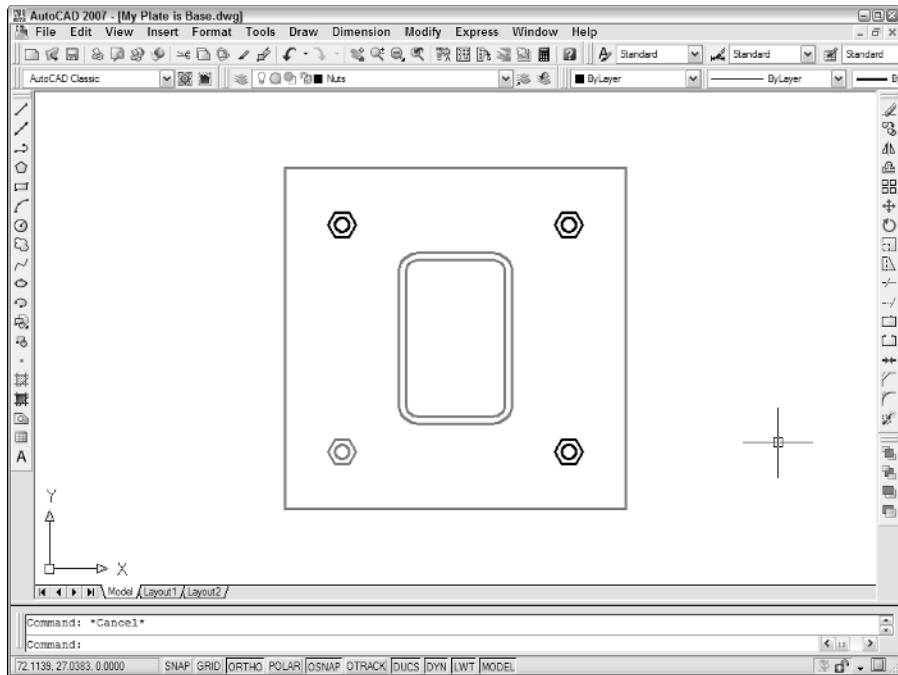 AutoCAD 2007 - [My Plate is Base.dwg]
File Edit View Insert Format Tools Draw Dimension Modify Express Window Help
Standard Standard Standard
AutoCAD Classic Nuts ByLayer ByLayer
A
Y
X
Model Layout1 Layout2
Command: *Cancel*
Command:
72.1139, 27.0383, 0.0000 SNAP GRID ORTHO POLAR OSNAP OTRACK DUCS DYN LWT MODEL